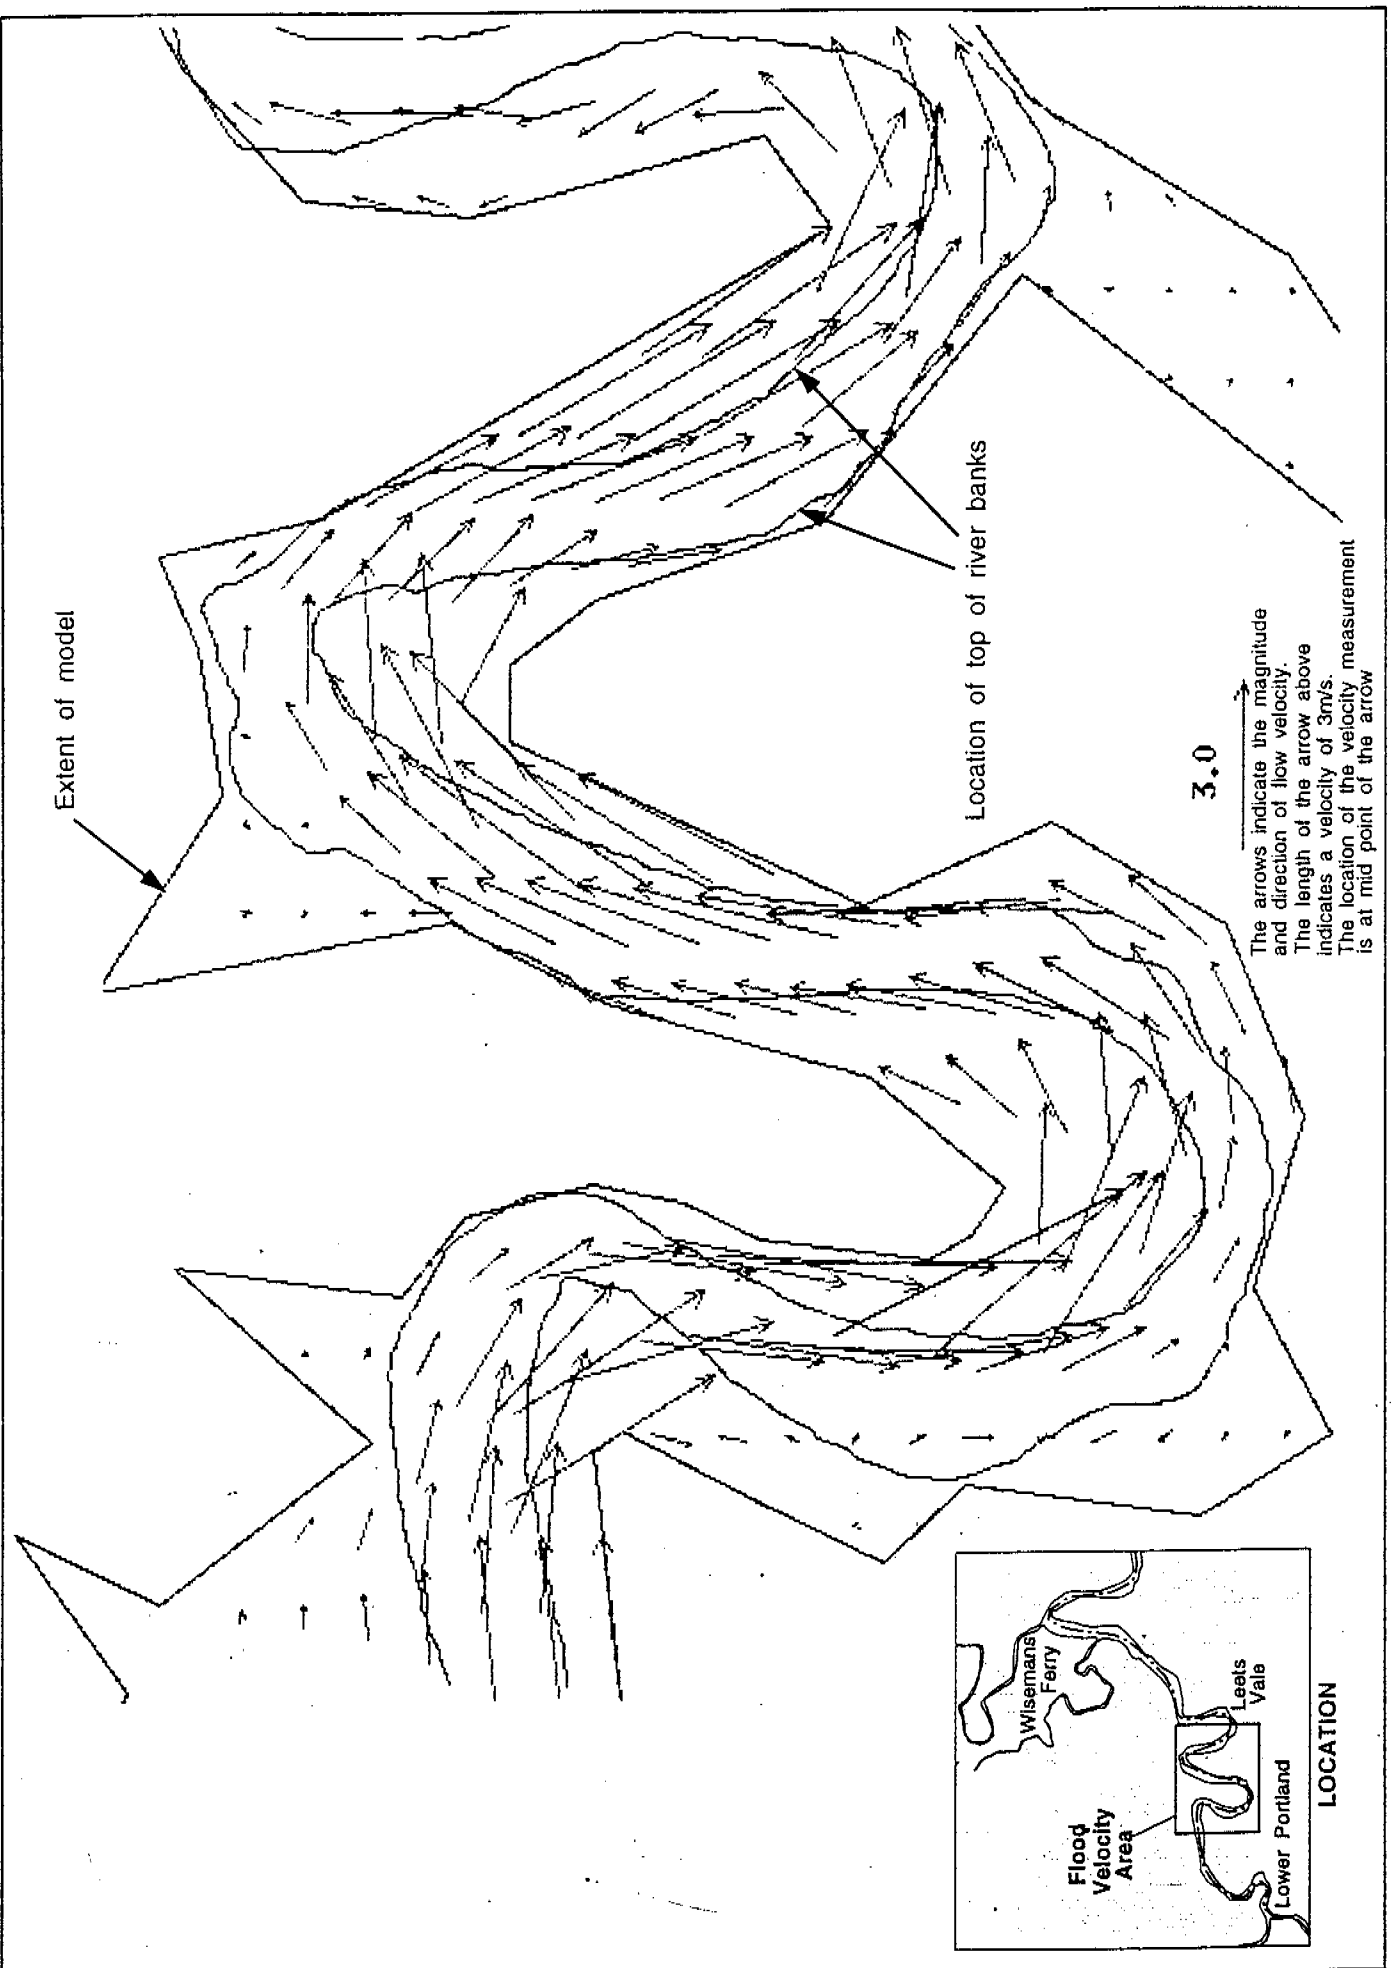 Extent of model
Location of top of river banks
3.0
The arrows indicate the magnitude
and direction of flow velocity.
The length of the arrow above
indicates a velocity of 3m/s.
The location of the velocity measurement
is at mid point of the arrow
Wisemans
Ferry
Leets
Vale
Flood
Velocity
Area
Lower Portland
LOCATION